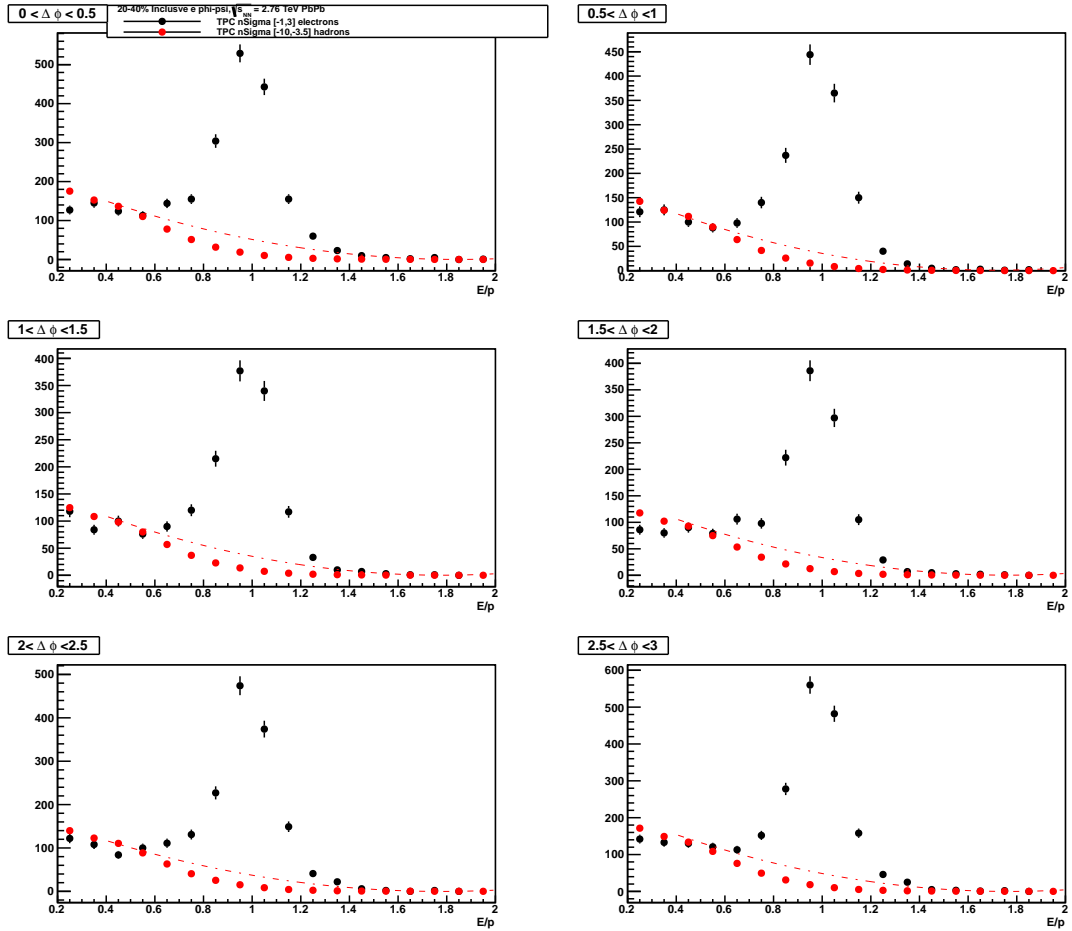 0 < Δ ϕ < 0.5
20-40% Inclusve e phi-psi, √s NN = 2.76 TeV PbPb
TPC nSigma [-1,3] electrons
TPC nSigma [-10,-3.5] hadrons
500
400
300
200
100
0
0.2 0.4 0.6 0.8 1 1.2 1.4 1.6 1.8 2
E/p
0.5< Δ ϕ <1
450
400
350
300
250
200
150
100
50
0
0.2 0.4 0.6 0.8 1 1.2 1.4 1.6 1.8 2
E/p
1< Δ ϕ <1.5
400
350
300
250
200
150
100
50
0
0.2 0.4 0.6 0.8 1 1.2 1.4 1.6 1.8 2
E/p
1.5< Δ ϕ <2
400
350
300
250
200
150
100
50
0
0.2 0.4 0.6 0.8 1 1.2 1.4 1.6 1.8 2
E/p
2< Δ ϕ <2.5
500
400
300
200
100
0
0.2 0.4 0.6 0.8 1 1.2 1.4 1.6 1.8 2
E/p
2.5< Δ ϕ <3
600
500
400
300
200
100
0
0.2 0.4 0.6 0.8 1 1.2 1.4 1.6 1.8 2
E/p